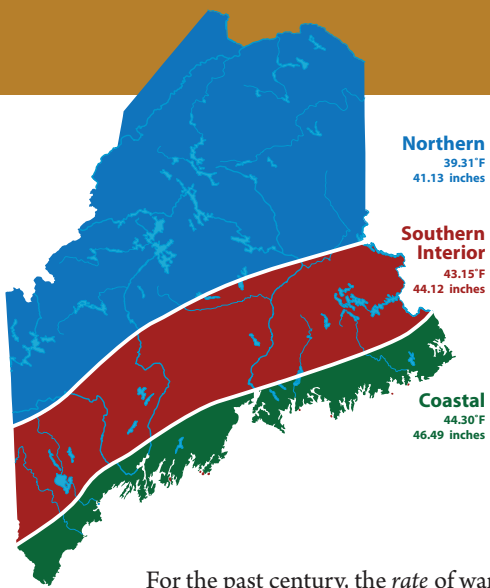 Northern
39.31˚F
41.13 inches
Southern
Interior
43.15˚F
44.12 inches
Coastal
44.30˚F
46.49 inches
For the past century, the rate of war